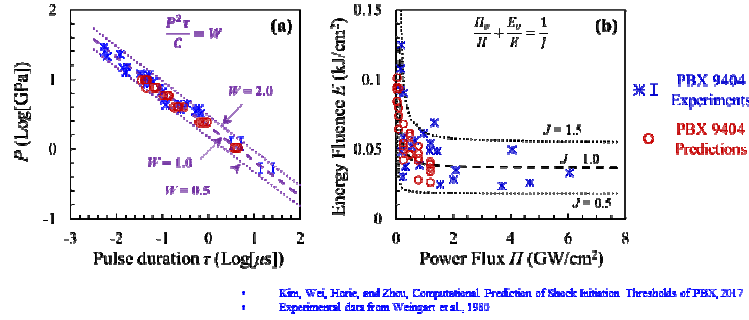 (a)
P²τ / C = W
2
1
0
-1
P (Log[GPa])
W = 2.0
W = 1.0
W = 0.5
-3 -2 -1 0 1 2
Pulse duration τ (Log[μs])
(b)
Π₀/Π + E₀/E = 1/J
0.15
0.1
0.05
0
Energy Fluence E (kJ/cm²)
J = 1.5
J = 1.0
J = 0.5
0 2 4 6 8
Power Flux Π (GW/cm²)
PBX 9404
Experiments
PBX 9404
Predictions
Kim, Wei, Horie, and Zhou, Computational Prediction of Shock Initiation Thresholds of PBX, 2017
Experimental data from Weingart et al., 1980